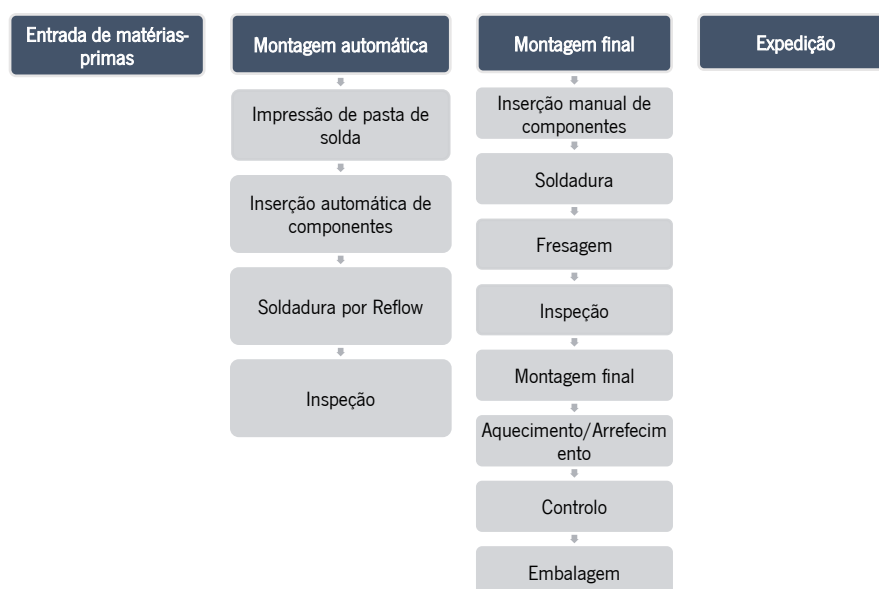 Entrada de matérias-
primas
Montagem automática
Impressão de pasta de
solda
Inserção automática de
componentes
Soldadura por Reflow
Inspeção
Montagem final
Inserção manual de
componentes
Soldadura
Fresagem
Inspeção
Montagem final
Aquecimento/Arrefecim
ento
Controlo
Embalagem
Expedição